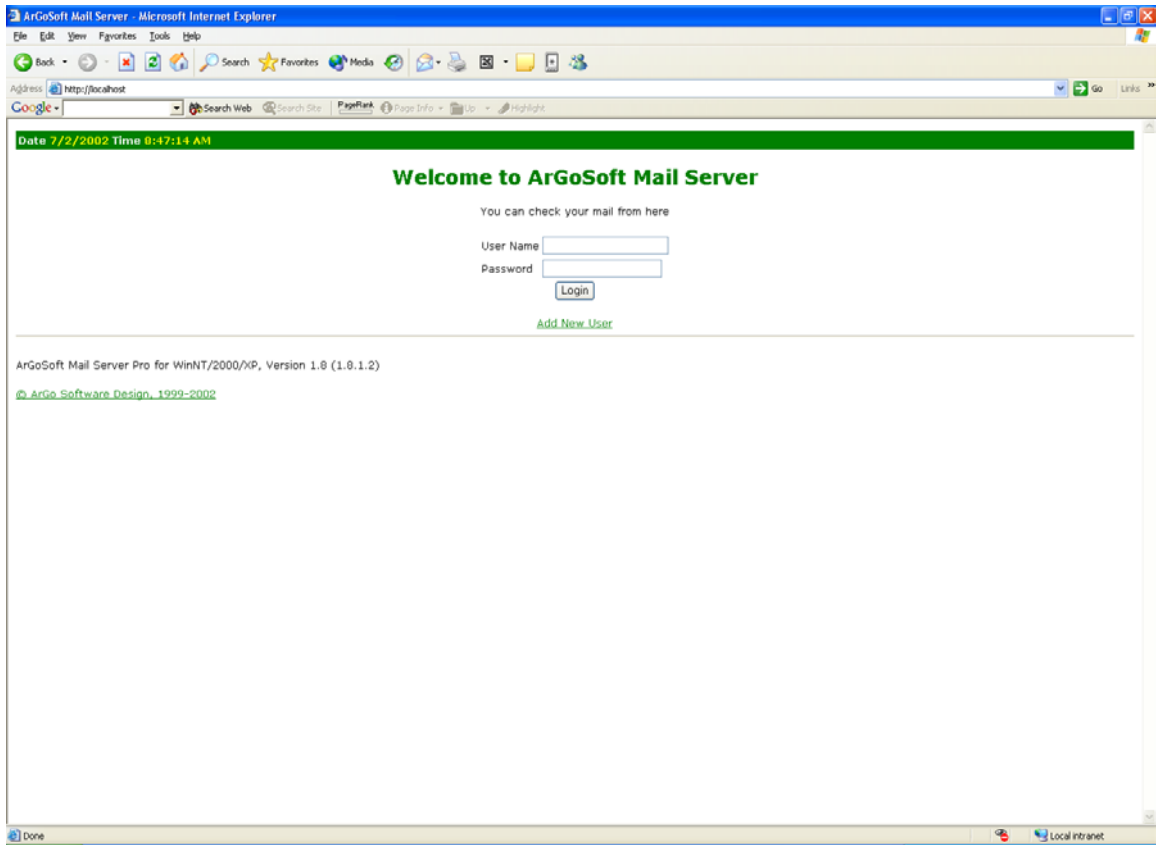 ArGoSoft Mail Server - Microsoft Internet Explorer
File Edit View Favorites Tools Help
Back Search Favorites Media
Address http://localhost Go Links »
Google Search Web Search Site PageRank Page Info Up Highlight
Date 7/2/2002 Time 8:47:14 AM
Welcome to ArGoSoft Mail Server
You can check your mail from here
User Name
Password
Login
Add New User
ArGoSoft Mail Server Pro for WinNT/2000/XP, Version 1.8 (1.8.1.2)
© ArGo Software Design, 1999-2002
Done Local intranet